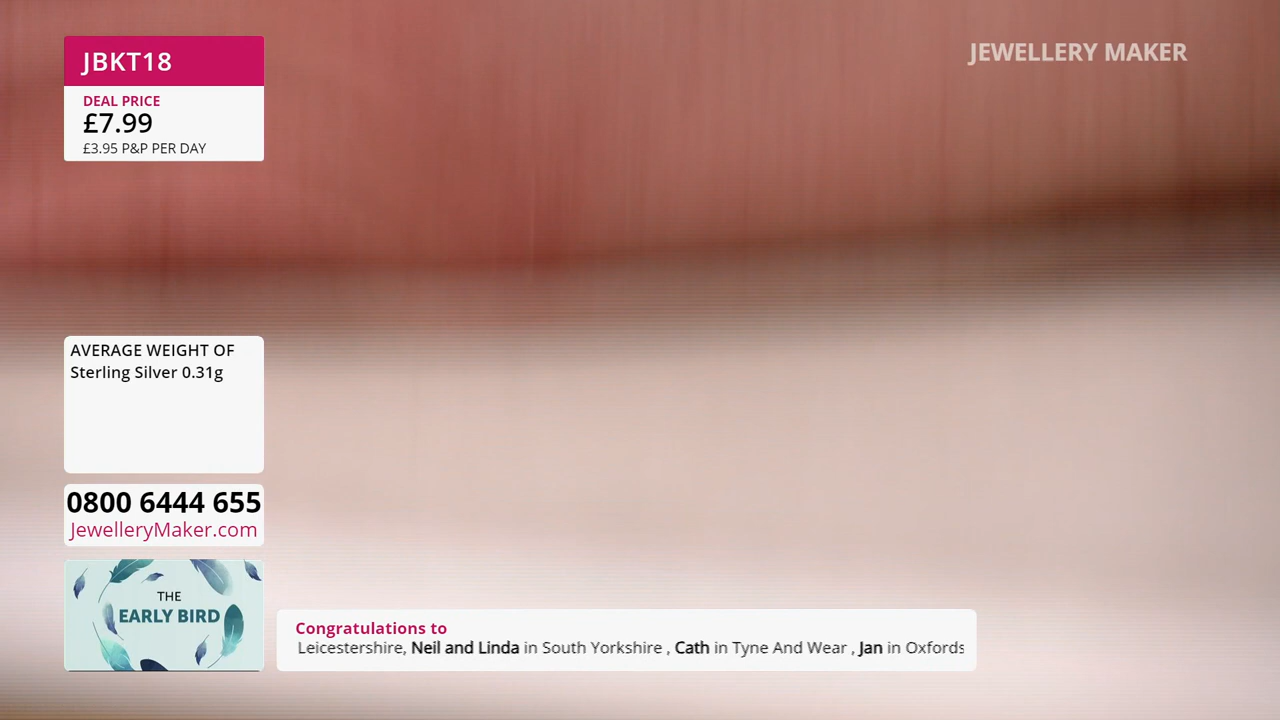 JBKT18
DEAL PRICE
£7.99
£3.95 P&P PER DAY
JEWELLERY MAKER
AVERAGE WEIGHT OF
Sterling Silver 0.31g
0800 6444 655
JewelleryMaker.com
THE
EARLY BIRD
Congratulations to
Leicestershire, Neil and Linda in South Yorkshire , Cath in Tyne And Wear , Jan in Oxfords